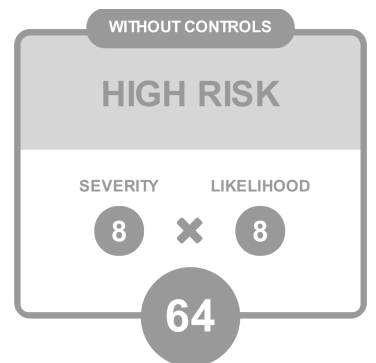 WITHOUT CONTROLS
HIGH RISK
SEVERITY LIKELIHOOD
8 × 8
64